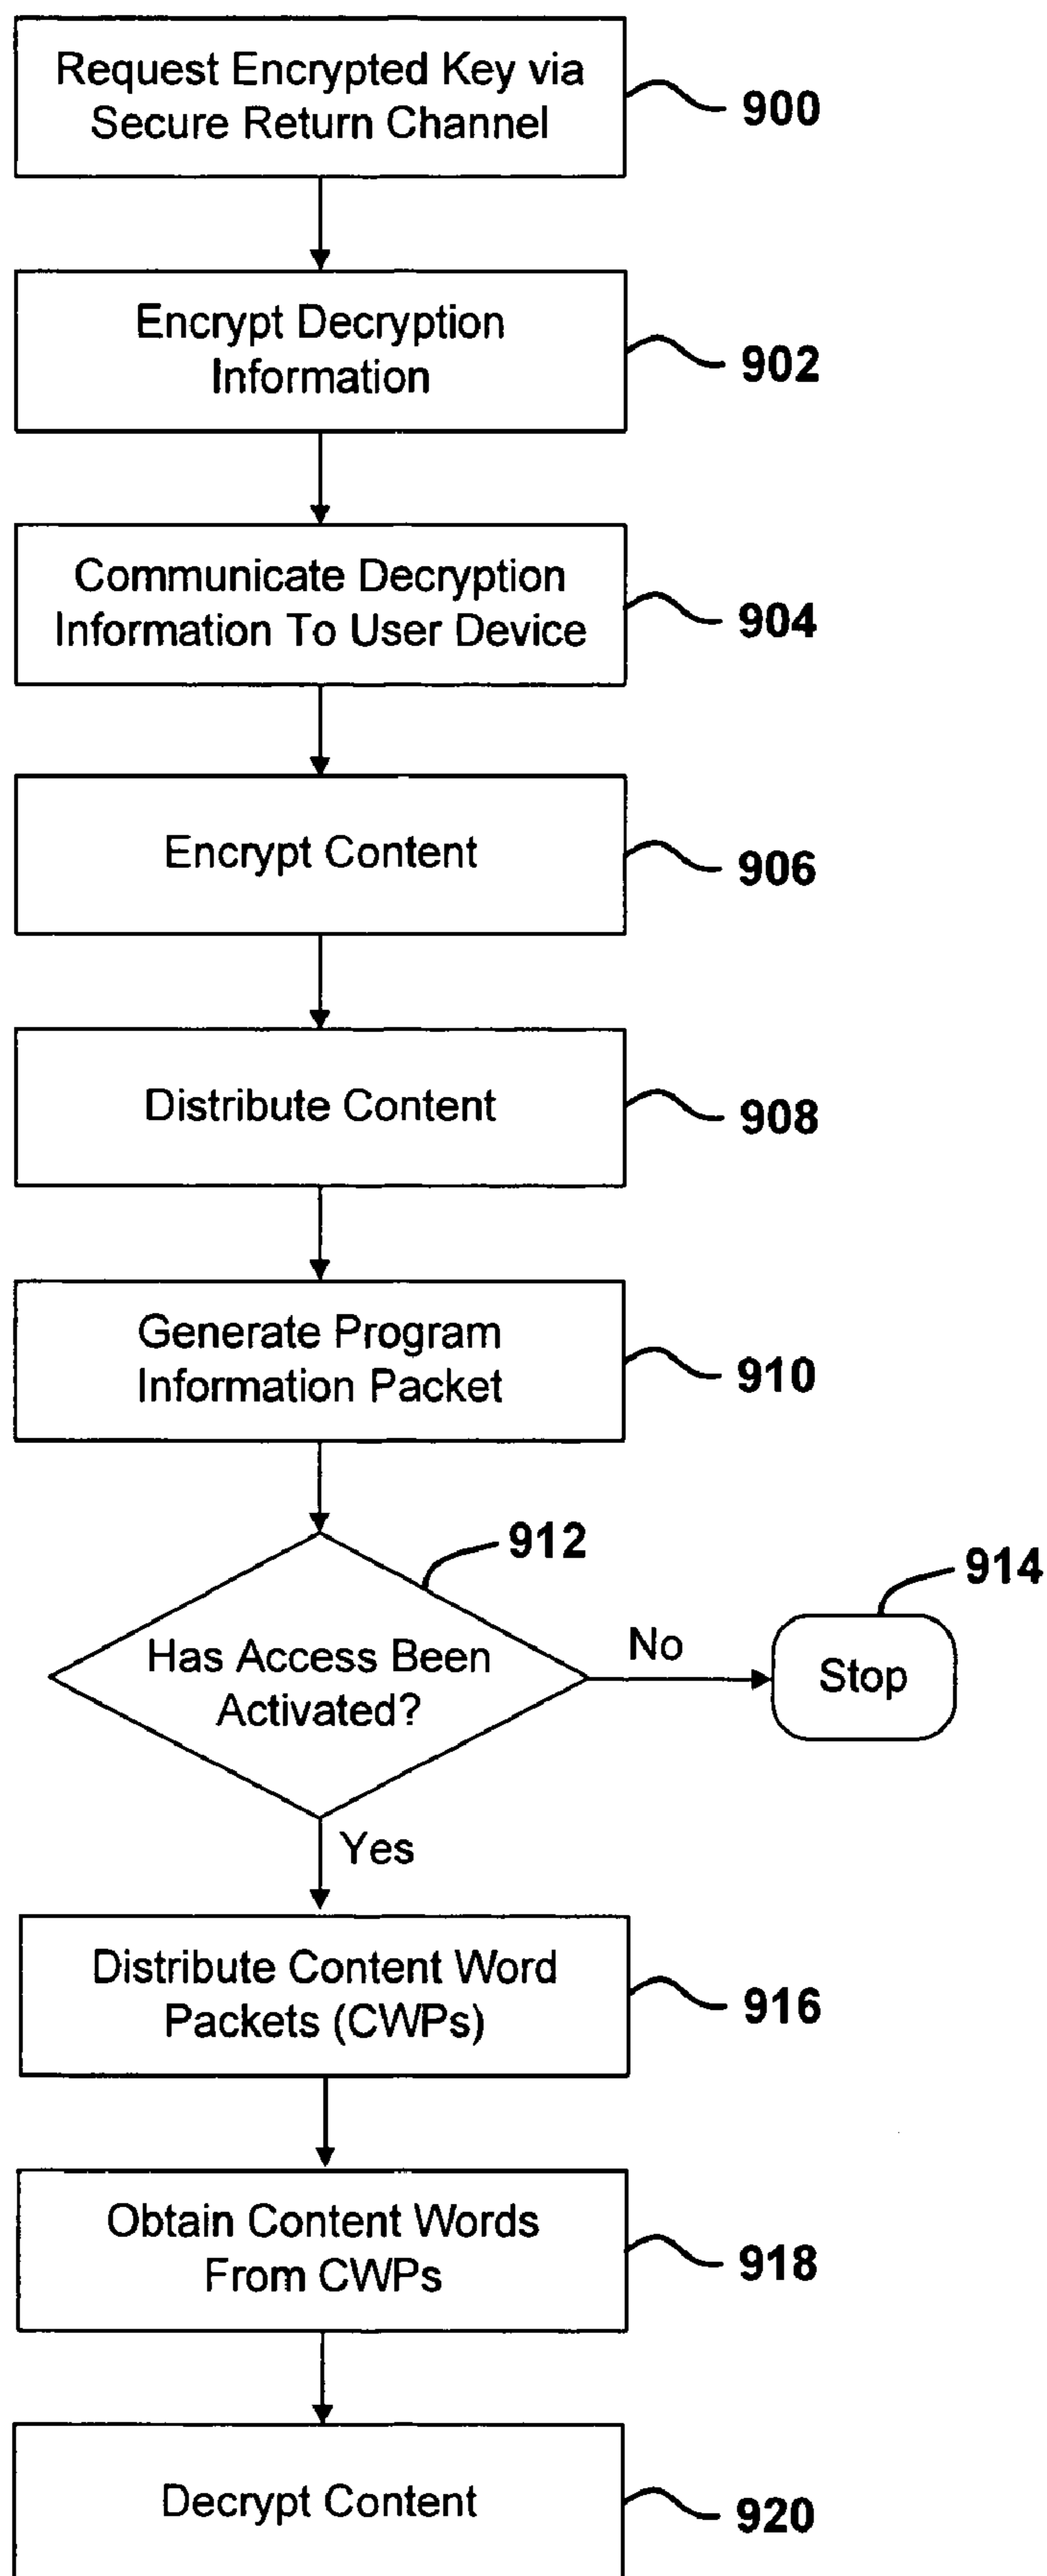 Request Encrypted Key via
Secure Return Channel
900
Encrypt Decryption
Information
902
Communicate Decryption
Information To User Device
904
Encrypt Content
906
Distribute Content
908
Generate Program
Information Packet
910
912
Has Access Been
Activated?
No
914
Stop
Yes
Distribute Content Word
Packets (CWPs)
916
Obtain Content Words
From CWPs
918
Decrypt Content
920